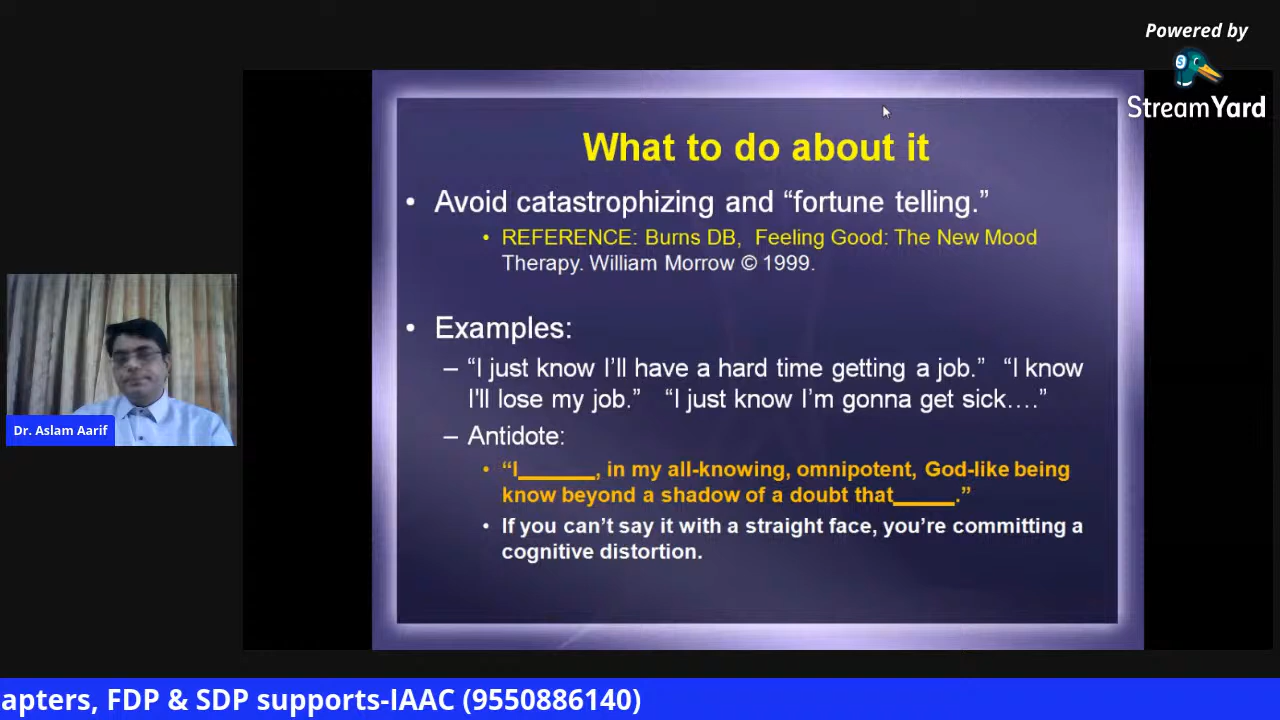 Powered by
StreamYard
What to do about it
• Avoid catastrophizing and “fortune telling.”
• REFERENCE: Burns DB, Feeling Good: The New Mood
Therapy. William Morrow © 1999.
• Examples:
– “I just know I’ll have a hard time getting a job.” “I know
I'll lose my job.” “I just know I’m gonna get sick….”
– Antidote:
• “I______, in my all-knowing, omnipotent, God-like being
know beyond a shadow of a doubt that_____.”
• If you can’t say it with a straight face, you’re committing a
cognitive distortion.
Dr. Aslam Aarif
apters, FDP & SDP supports-IAAC (9550886140)